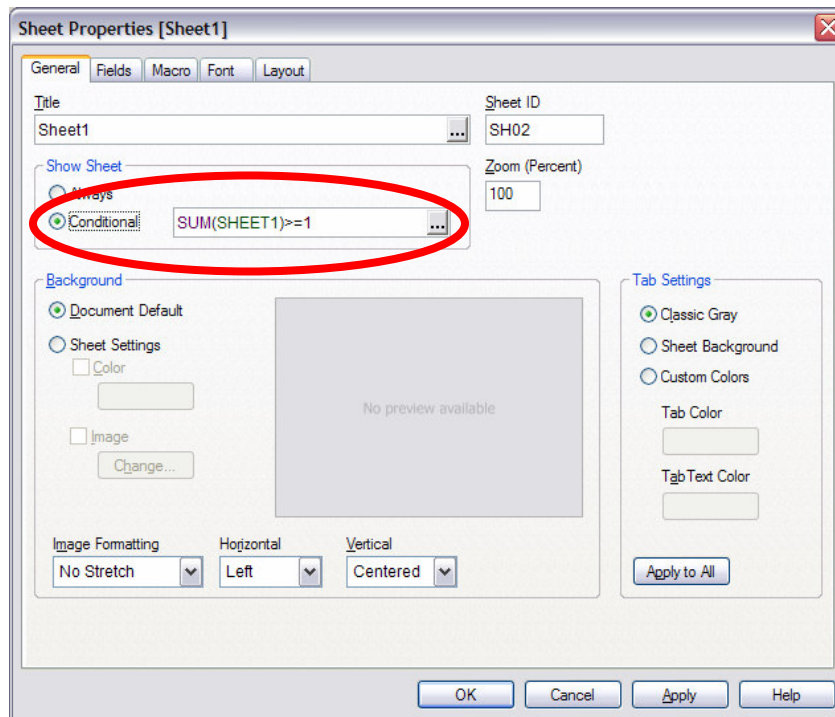 Sheet Properties [Sheet1]
General Fields Macro Font Layout
Title
Sheet ID
Sheet1 ...
SH02
Show Sheet
Zoom (Percent)
Always
100
Conditional
SUM(SHEET1)>=1 ...
Background
Tab Settings
Document Default
Classic Gray
Sheet Settings
Sheet Background
Color
Custom Colors
No preview available
Tab Color
Image
Change...
Tab Text Color
Image Formatting Horizontal Vertical
No Stretch Left Centered
Apply to All
OK Cancel Apply Help